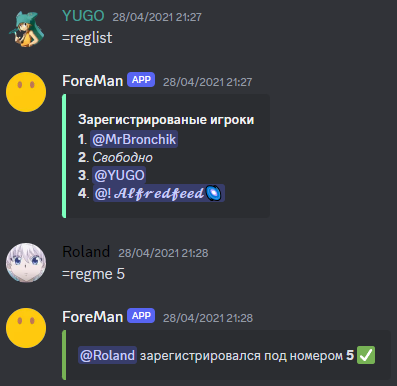 YUGO 28/04/2021 21:27
=reglist
ForeMan APP 28/04/2021 21:27
Зарегистрированые игроки
1. @MrBronchik
2. Свободно
3. @YUGO
4. @! 𝓐𝓵𝓯𝓻𝓮𝓭𝓯𝓮𝓮𝓭
Roland 28/04/2021 21:28
=regme 5
ForeMan APP 28/04/2021 21:28
@Roland зарегистрировался под номером 5 ✅